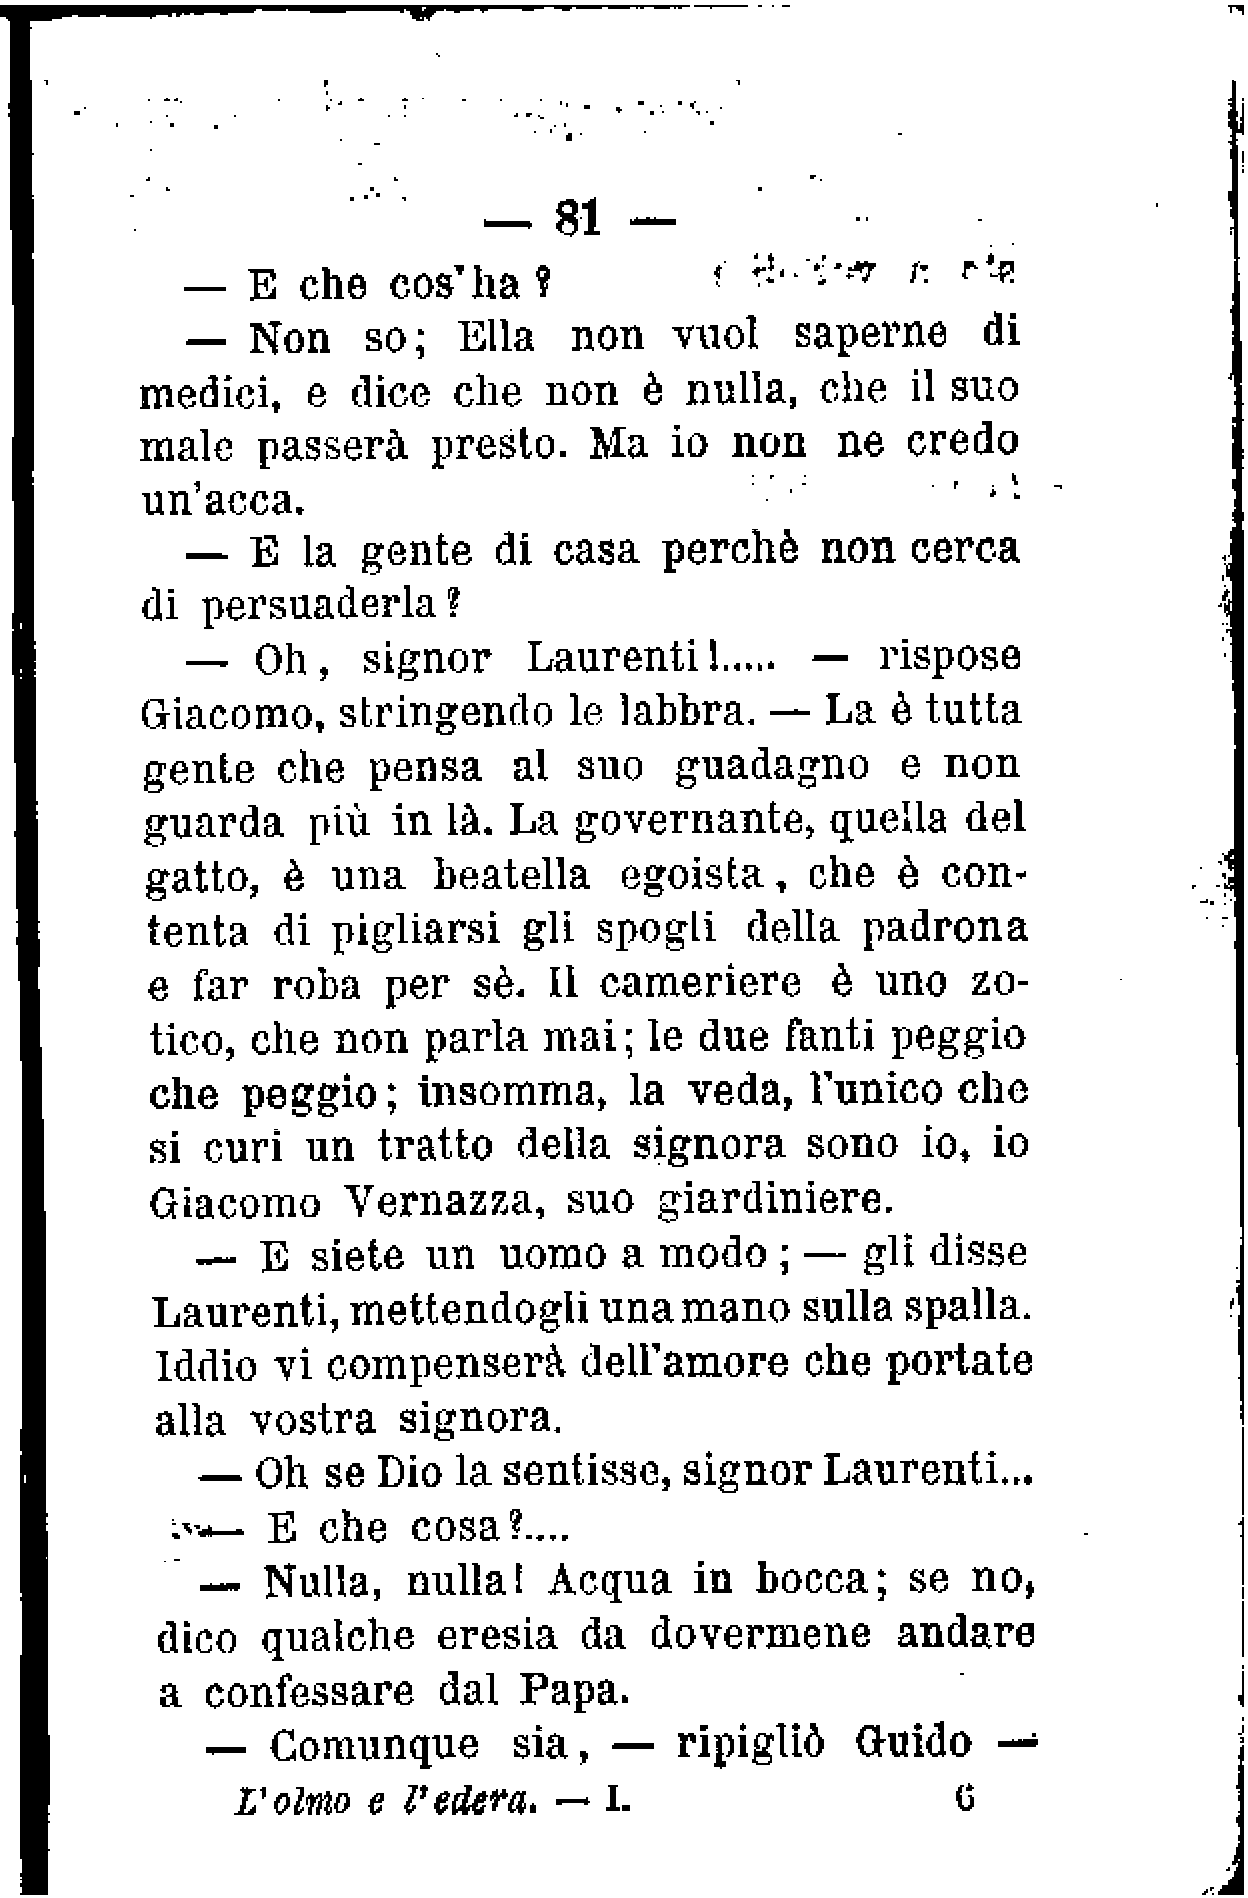 — 81 —
— E che cos'ha?
— Non so; Ella non vuol saperne di
medici, e dice che non è nulla, che il suo
male passerà presto. Ma io non ne credo
un'acca.
— E la gente di casa perchè non cerca
di persuaderla?
— Oh, signor Laurenti!..... — rispose
Giacomo, stringendo le labbra. — La è tutta
gente che pensa al suo guadagno e non
guarda più in là. La governante, quella del
gatto, è una beatella egoista, che è con-
tenta di pigliarsi gli spogli della padrona
e far roba per sè. Il cameriere è uno zo-
tico, che non parla mai; le due fanti peggio
che peggio; insomma, la veda, l'unico che
si curi un tratto della signora sono io, io
Giacomo Vernazza, suo giardiniere.
— E siete un uomo a modo; — gli disse
Laurenti, mettendogli una mano sulla spalla.
Iddio vi compenserà dell'amore che portate
alla vostra signora.
— Oh se Dio la sentisse, signor Laurenti...
— E che cosa?....
— Nulla, nulla! Acqua in bocca; se no,
dico qualche eresia da dovermene andare
a confessare dal Papa.
— Comunque sia, — ripigliò Guido —
L'olmo e l'edera. — I. 6